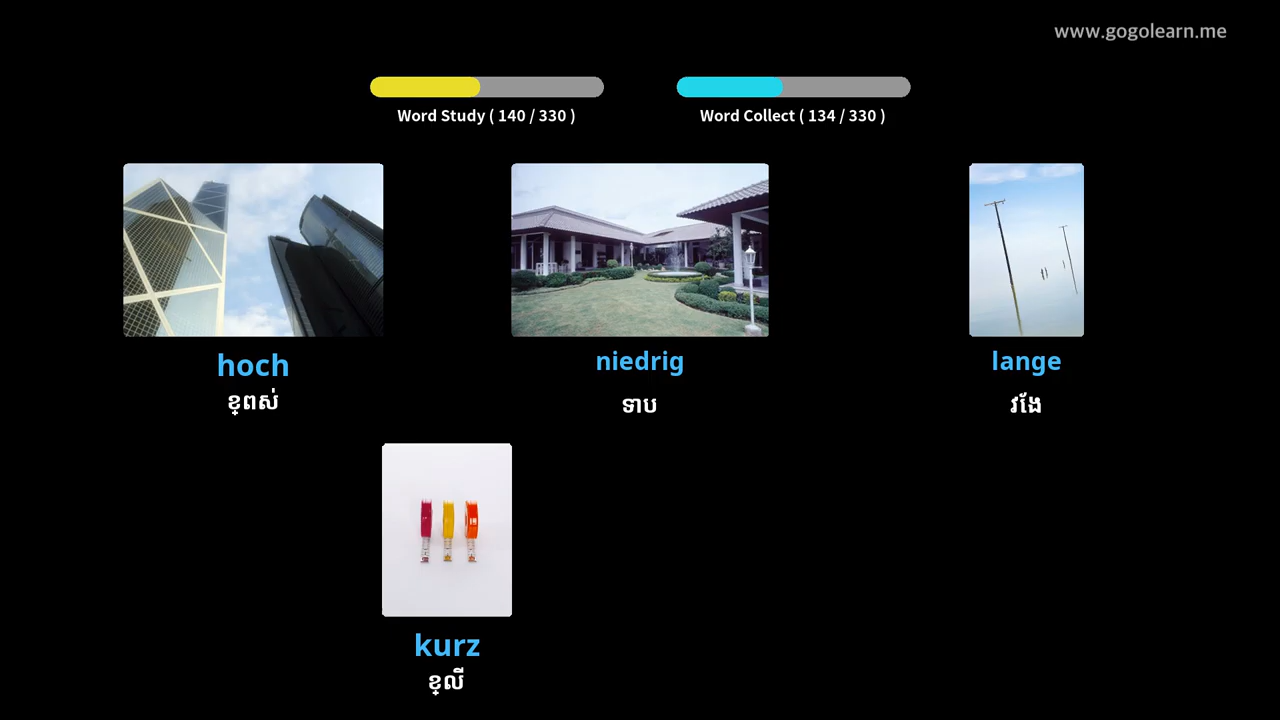 www.gogolearn.me
Word Study ( 140 / 330 )
Word Collect ( 134 / 330 )
hoch
ខ្ពស់
niedrig
ទាប
lange
វែង
kurz
ខ្លី